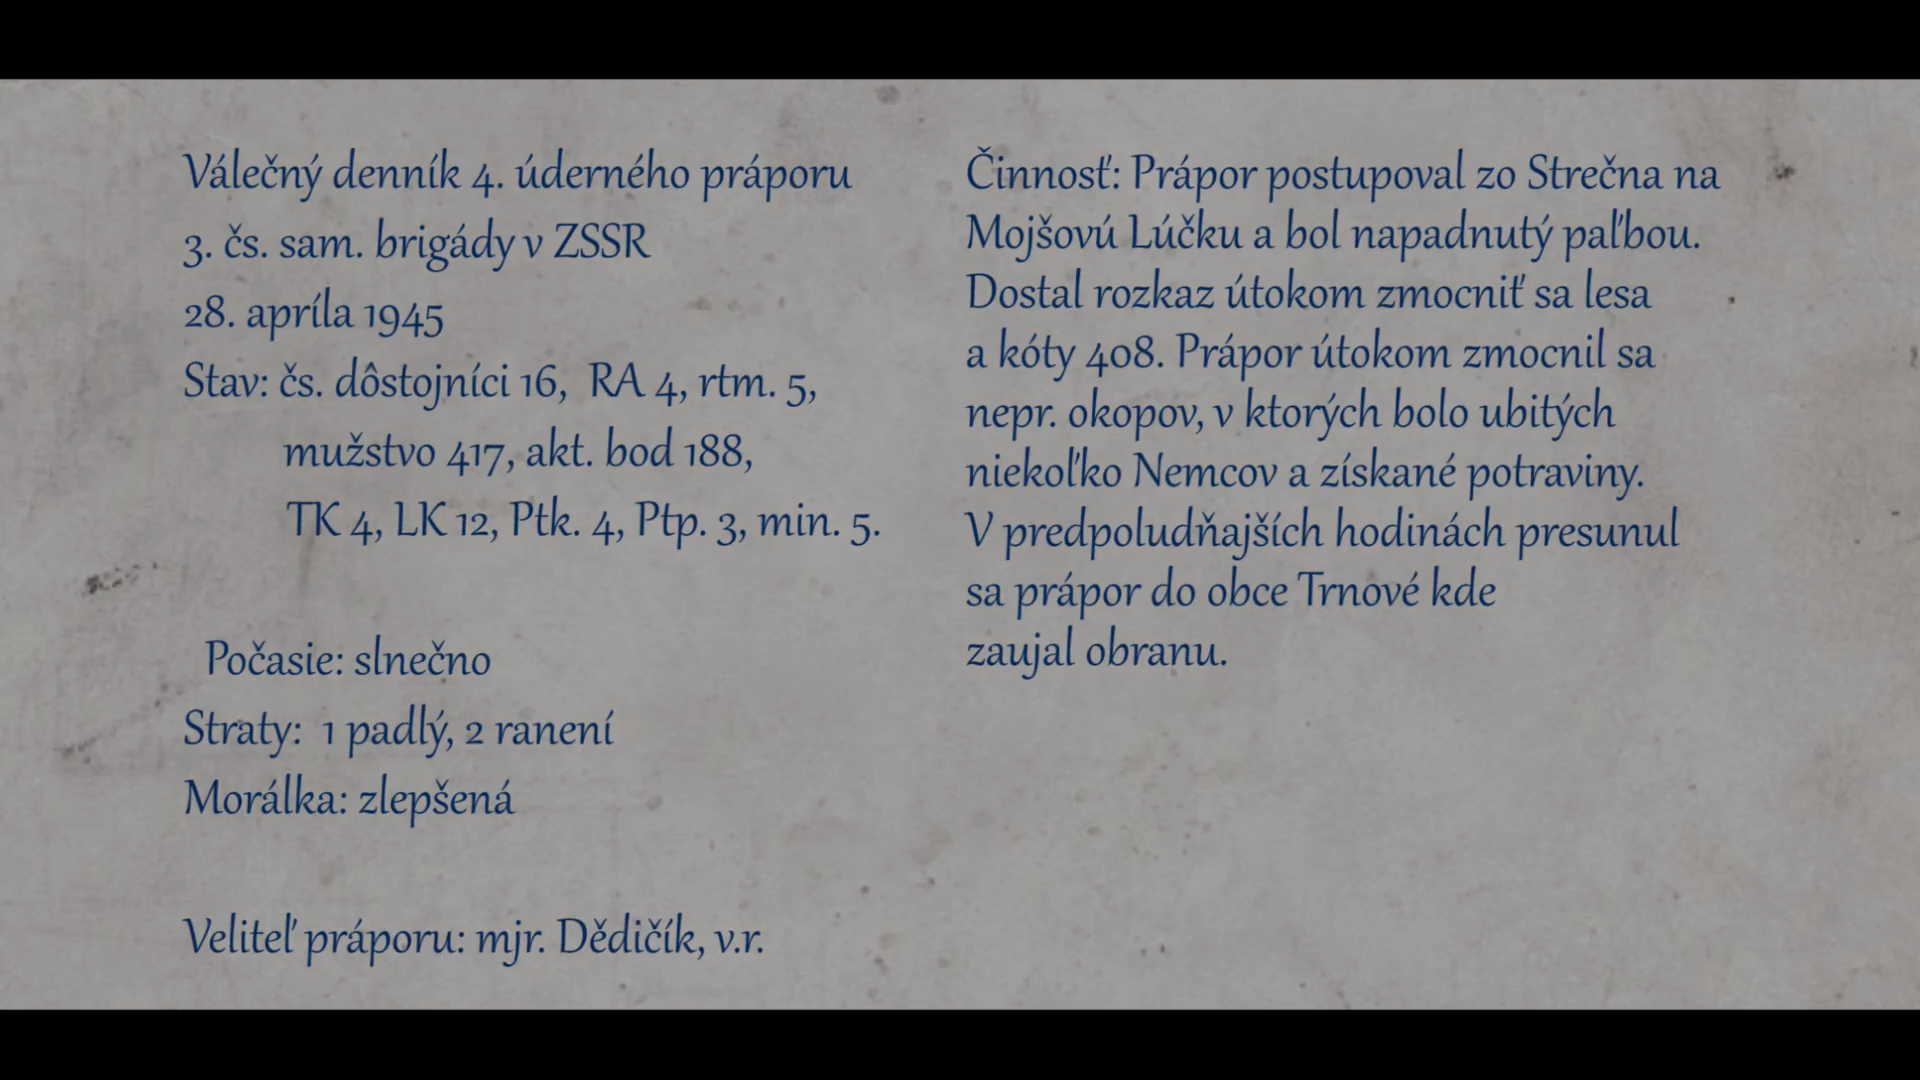 Válečný denník 4. úderného práporu
3. čs. sam. brigády v ZSSR
28. apríla 1945
Stav: čs. dôstojníci 16, RA 4, rtm. 5,
mužstvo 417, akt. bod 188,
TK 4, LK 12, Ptk. 4, Ptp. 3, min. 5.
Počasie: slnečno
Straty: 1 padlý, 2 ranení
Morálka: zlepšená
Veliteľ práporu: mjr. Dědičík, v.r.
Činnosť: Prápor postupoval zo Strečna na
Mojšovú Lúčku a bol napadnutý paľbou.
Dostal rozkaz útokom zmocniť sa lesa
a kóty 408. Prápor útokom zmocnil sa
nepr. okopov, v ktorých bolo ubitých
niekoľko Nemcov a získané potraviny.
V predpoludňajších hodinách presunul
sa prápor do obce Trnové kde
zaujal obranu.